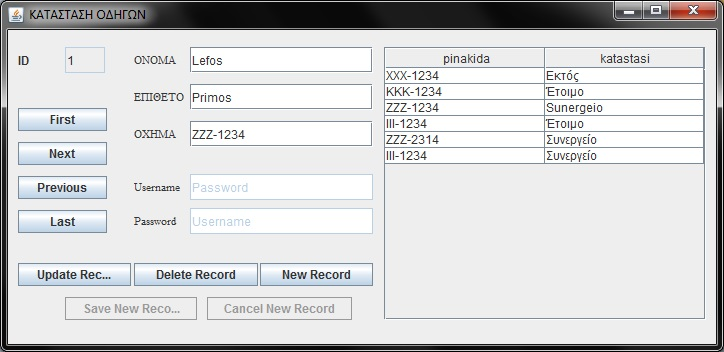 ΚΑΤΑΣΤΑΣΗ ΟΔΗΓΩΝ
ID 1
ΟΝΟΜΑ Lefos
ΕΠΙΘΕΤΟ Primos
ΟΧΗΜΑ ZZZ-1234
First
Next
Previous
Last
Username Password
Password Username
Update Rec... Delete Record New Record
Save New Reco... Cancel New Record
pinakida katastasi
XXX-1234 Εκτός
KKK-1234 Έτοιμο
ZZZ-1234 Sunergeio
III-1234 Έτοιμο
ZZZ-2314 Συνεργείο
III-1234 Συνεργείο